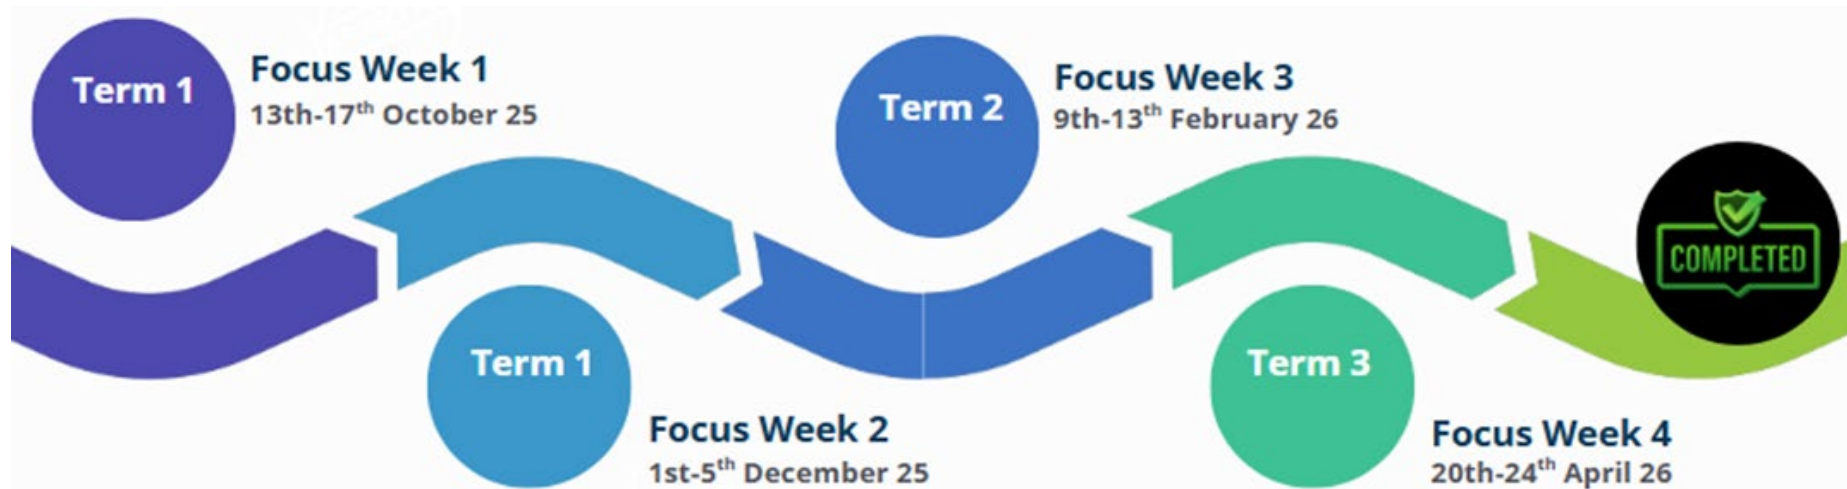 Term 1
Focus Week 1
13th-17th October 25
Term 1
Focus Week 2
1st-5th December 25
Term 2
Focus Week 3
9th-13th February 26
Term 3
Focus Week 4
20th-24th April 26
COMPLETED